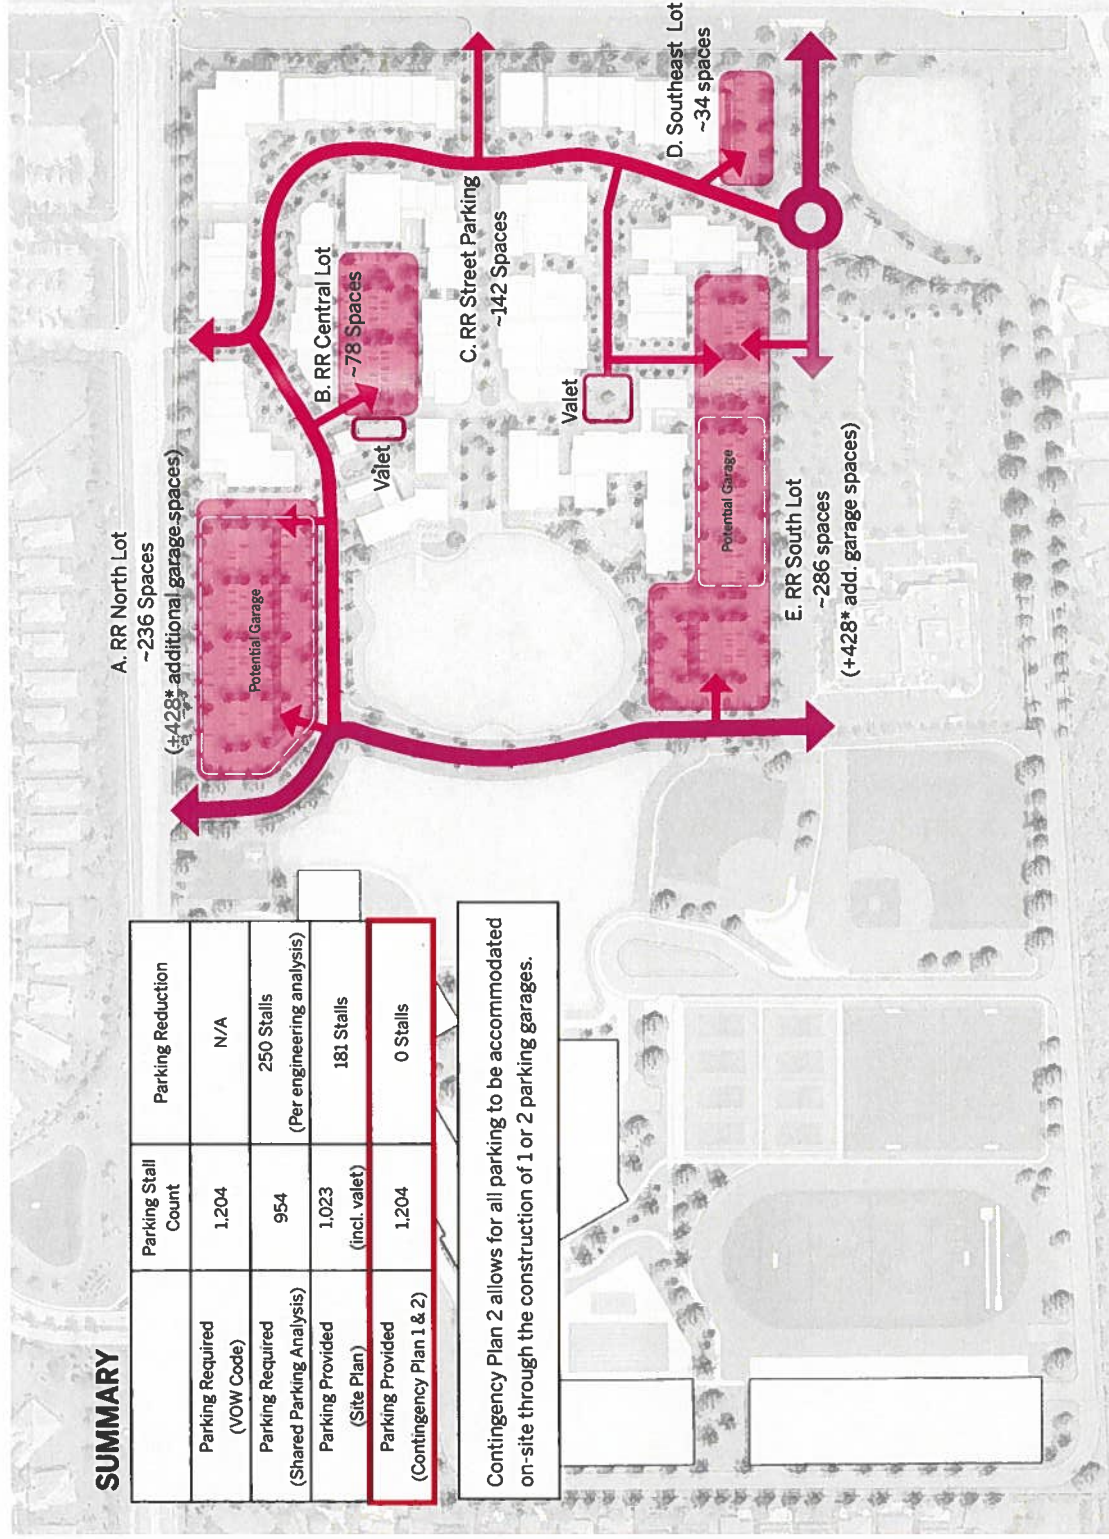 SUMMARY
Parking Stall
Count
Parking Reduction
Parking Required
(VOW Code)
1,204
N/A
Parking Required
(Shared Parking Analysis)
954
250 Stalls
(Per engineering analysis)
Parking Provided
(Site Plan)
1,023
(incl. valet)
181 Stalls
Parking Provided
(Contingency Plan 1 & 2)
1,204
0 Stalls
Contingency Plan 2 allows for all parking to be accommodated
on-site through the construction of 1 or 2 parking garages.
A. RR North Lot
~236 Spaces
(+428* additional garage spaces)
Potential Garage
B. RR Central Lot
~78 Spaces
Valet
C. RR Street Parking
~142 Spaces
Valet
D. Southeast Lot
~34 spaces
Potential Garage
E. RR South Lot
~286 spaces
(+428* add. garage spaces)